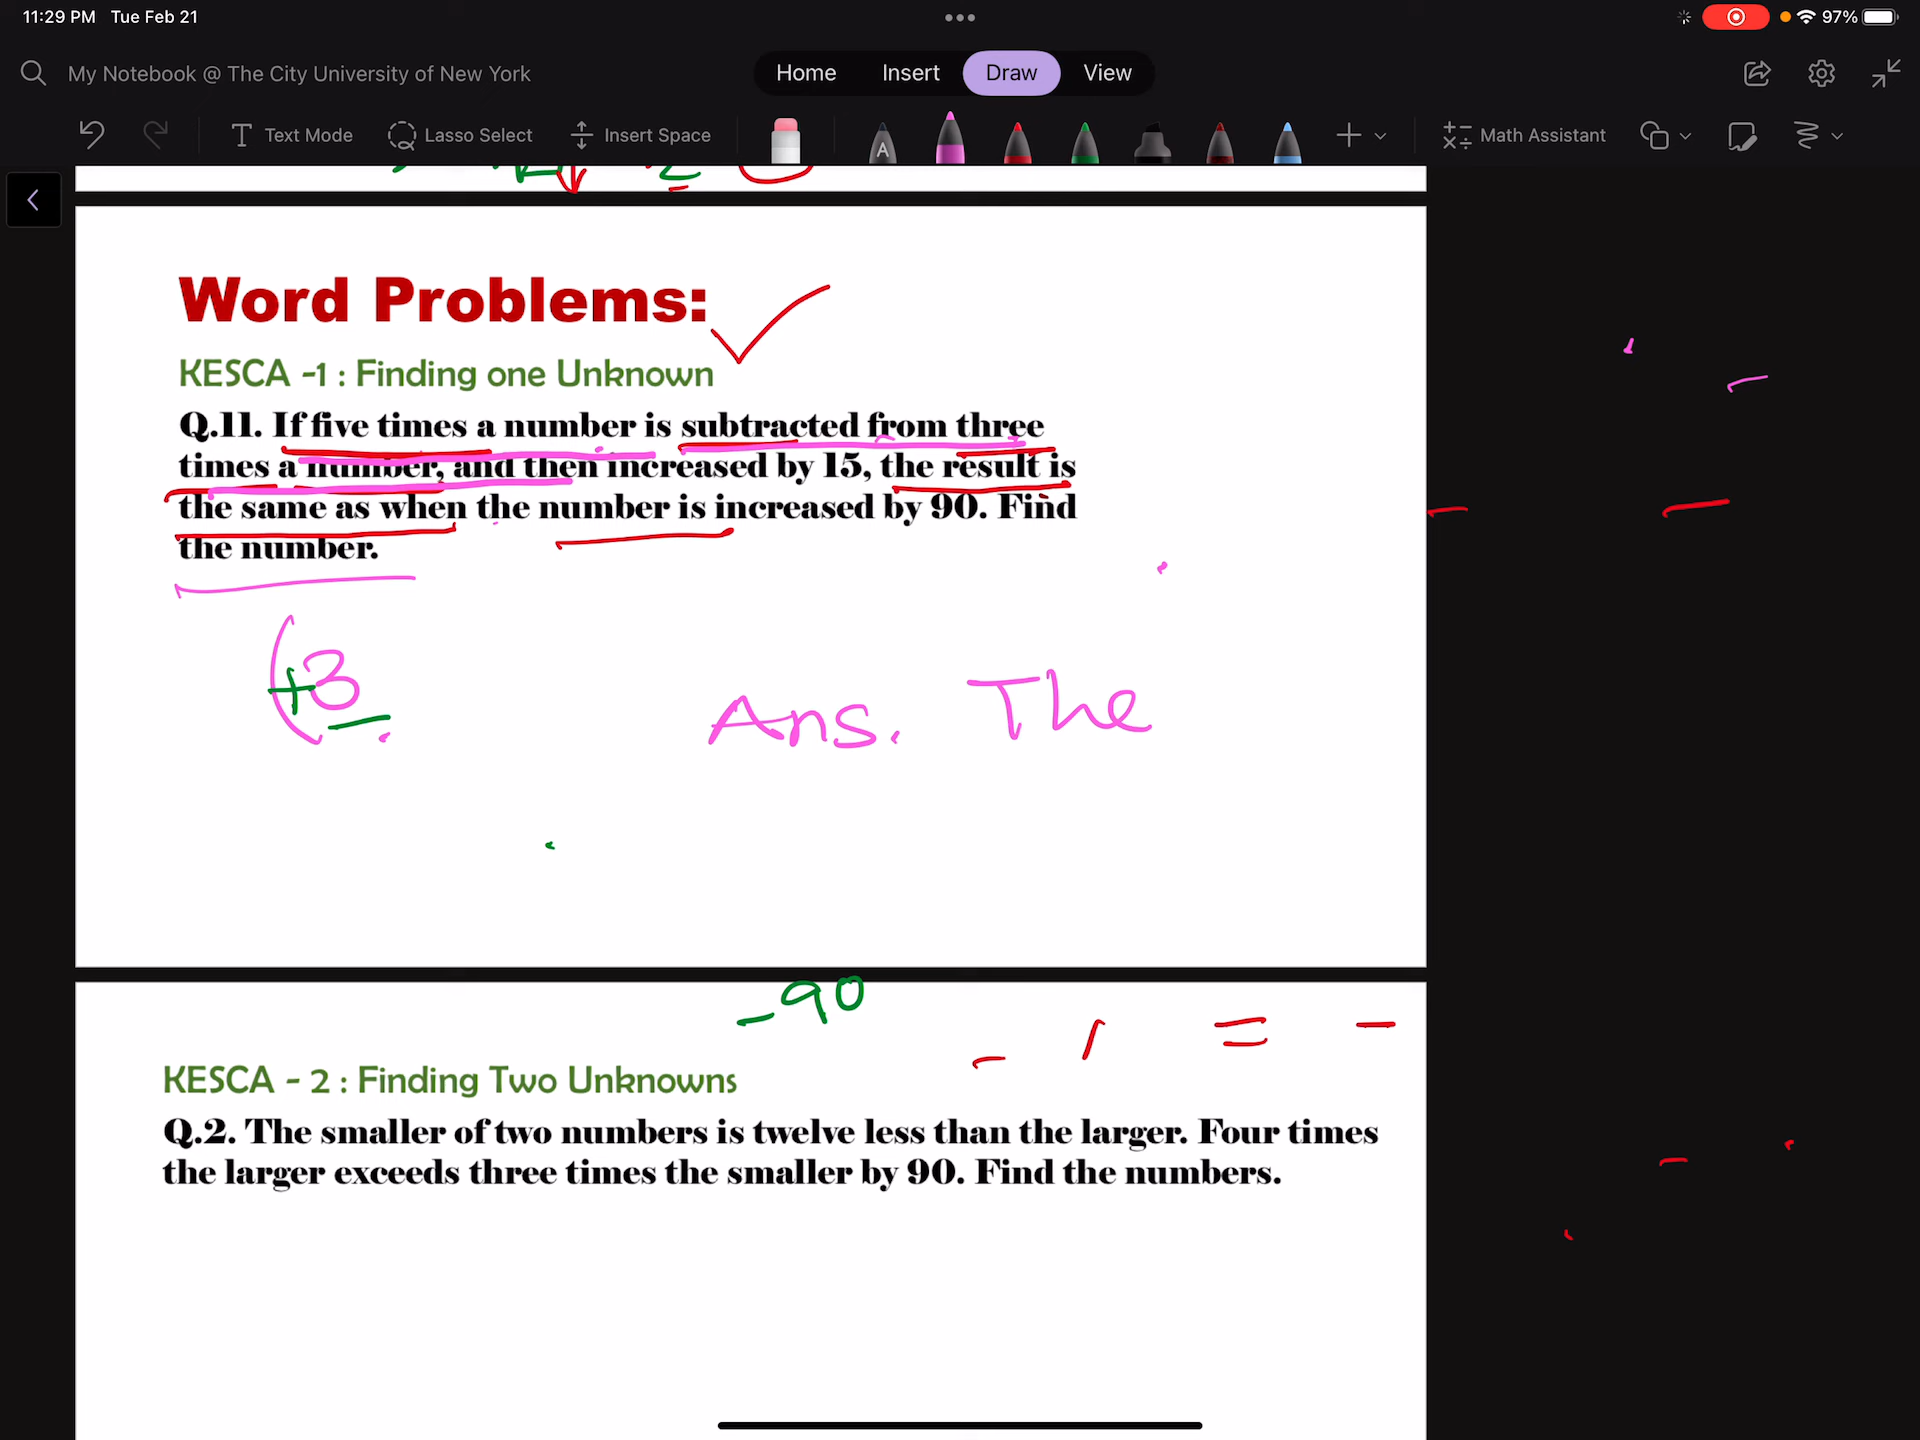 11:29 PM Tue Feb 21
97%
My Notebook @ The City University of New York
Home Insert Draw View
Text Mode Lasso Select Insert Space A Math Assistant
Word Problems:
KESCA -1 : Finding one Unknown
Q.11. If five times a number is subtracted from three
times a number, and then increased by 15, the result is
the same as when the number is increased by 90. Find
the number.
(+3
Ans. The
-90
KESCA - 2 : Finding Two Unknowns
Q.2. The smaller of two numbers is twelve less than the larger. Four times
the larger exceeds three times the smaller by 90. Find the numbers.